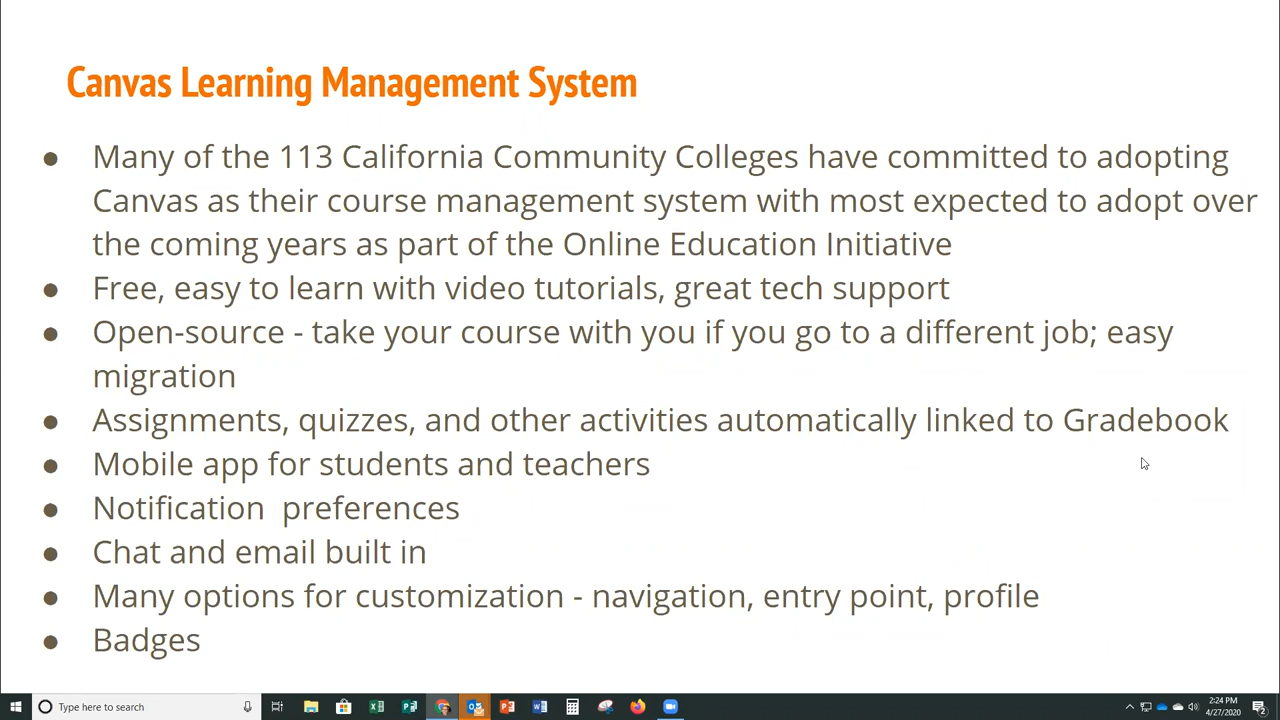 Canvas Learning Management System
● Many of the 113 California Community Colleges have committed to adopting
Canvas as their course management system with most expected to adopt over
the coming years as part of the Online Education Initiative
● Free, easy to learn with video tutorials, great tech support
● Open-source - take your course with you if you go to a different job; easy
migration
● Assignments, quizzes, and other activities automatically linked to Gradebook
● Mobile app for students and teachers
● Notification  preferences
● Chat and email built in
● Many options for customization - navigation, entry point, profile
● Badges
Type here to search
2:24 PM
4/27/2020
2